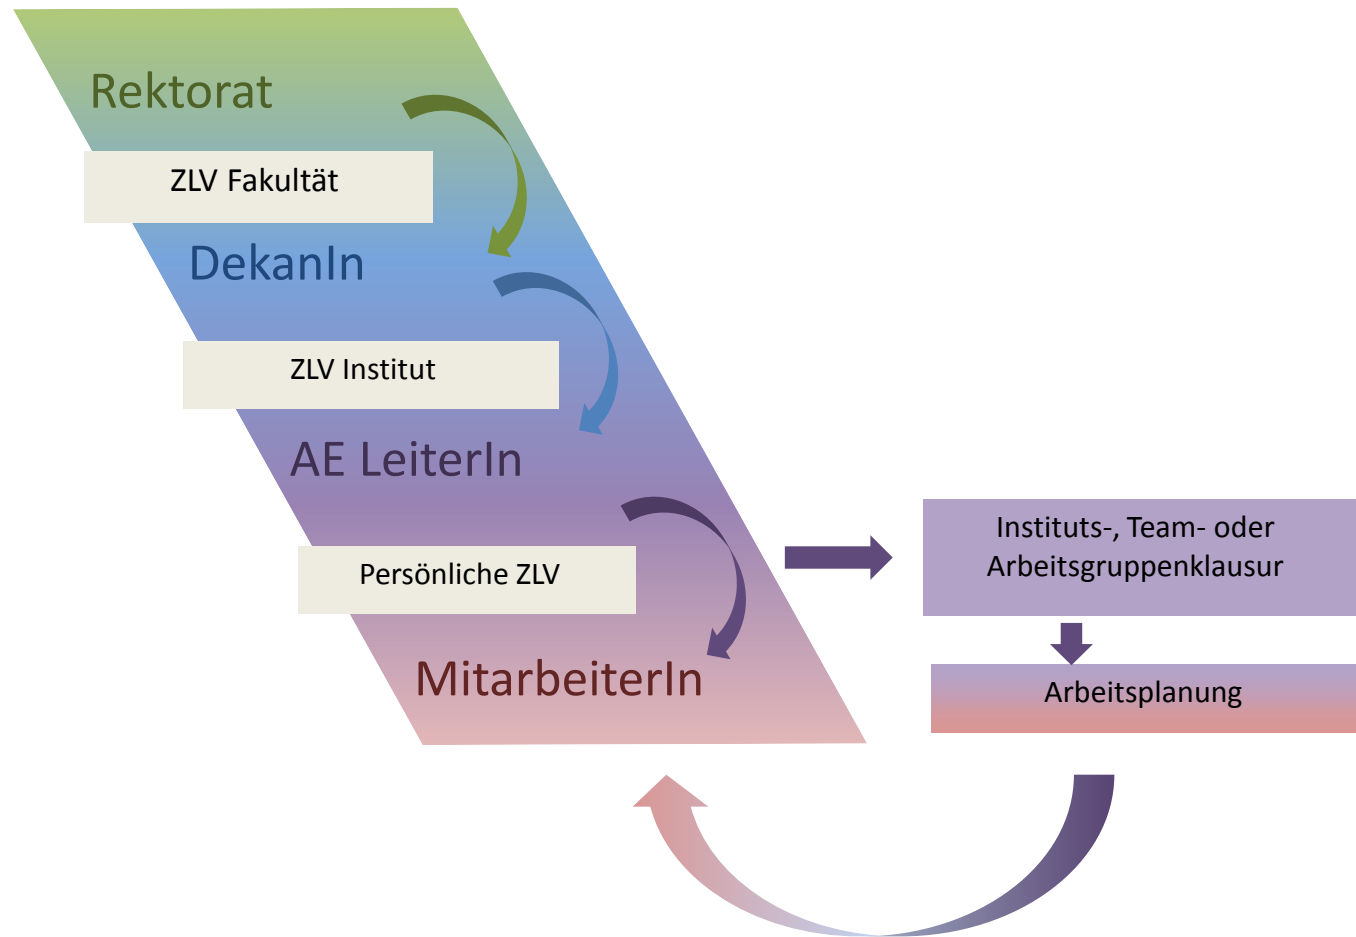 Rektorat
ZLV Fakultät
DekanIn
ZLV Institut
AE LeiterIn
Persönliche ZLV
MitarbeiterIn
Instituts-, Team- oder
Arbeitsgruppenklausur
Arbeitsplanung